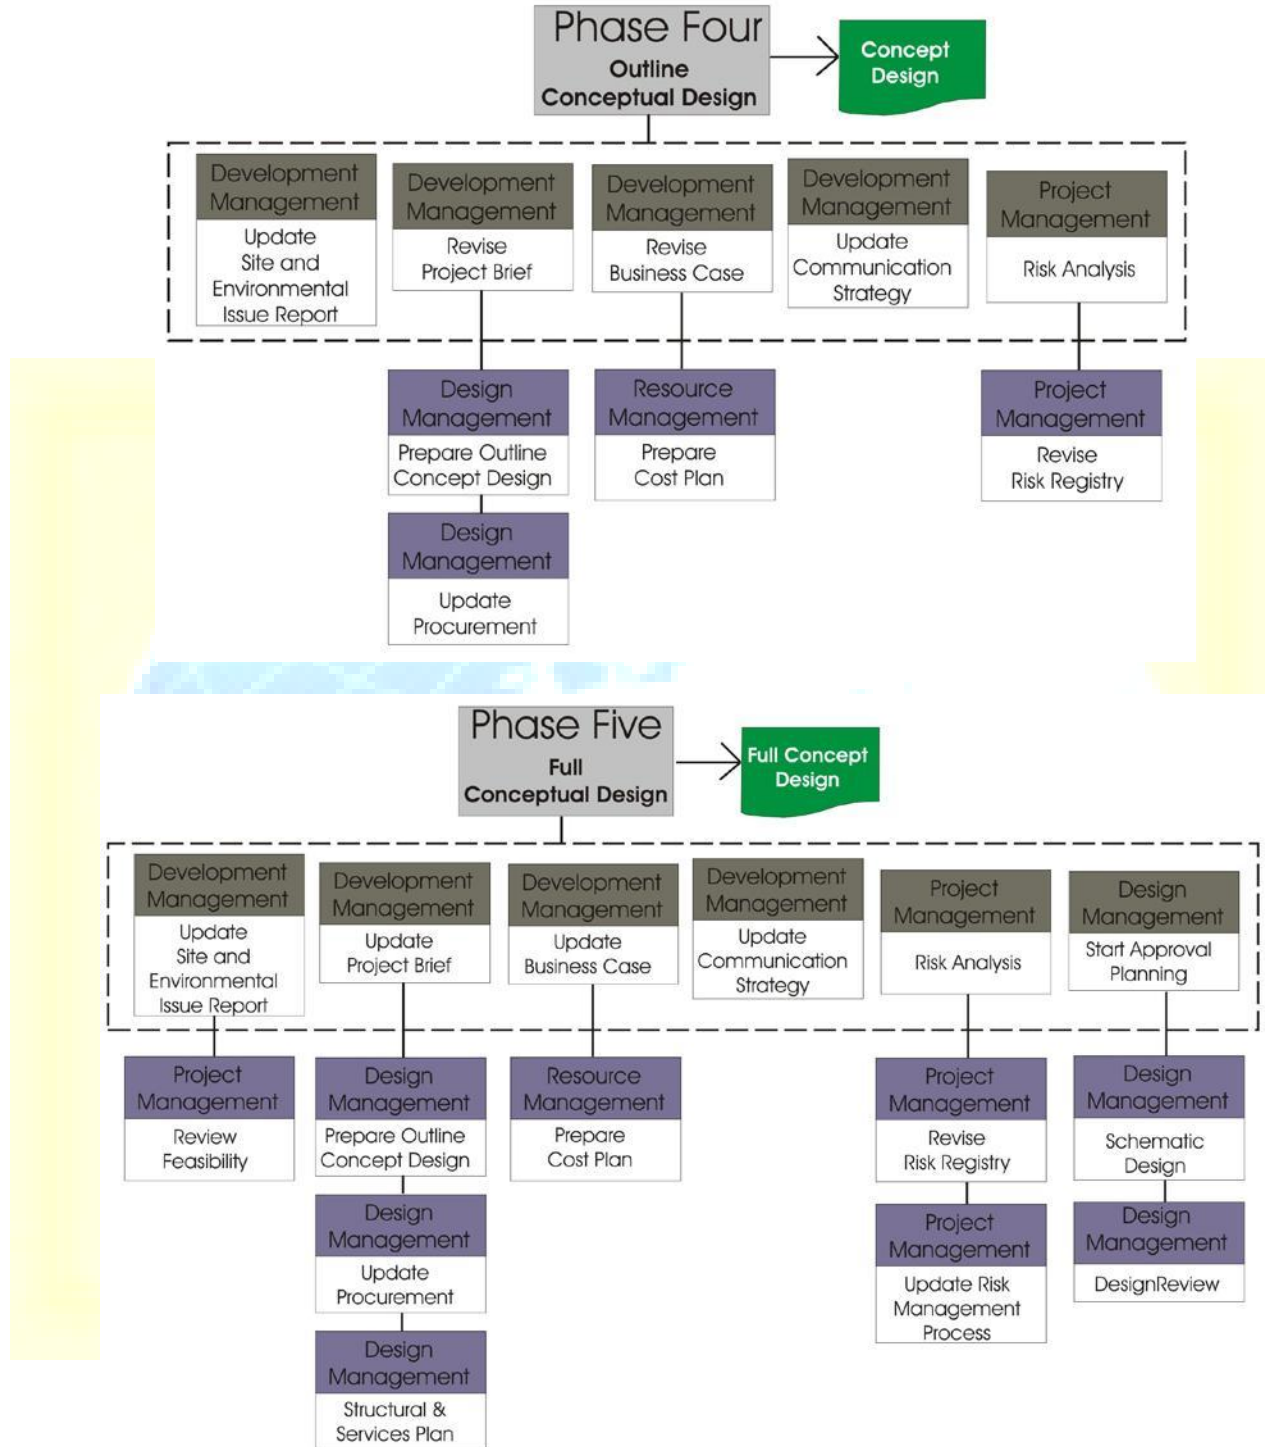 Phase Four
Outline
Conceptual Design
Concept
Design
Development
Management
Update
Site and
Environmental
Issue Report
Development
Management
Revise
Project Brief
Development
Management
Revise
Business Case
Development
Management
Update
Communication
Strategy
Project
Management
Risk Analysis
Design
Management
Prepare Outline
Concept Design
Design
Management
Update
Procurement
Resource
Management
Prepare
Cost Plan
Project
Management
Revise
Risk Registry
Phase Five
Full
Conceptual Design
Full Concept
Design
Development
Management
Update
Site and
Environmental
Issue Report
Development
Management
Update
Project Brief
Development
Management
Update
Business Case
Development
Management
Update
Communication
Strategy
Project
Management
Risk Analysis
Design
Management
Start Approval
Planning
Project
Management
Review
Feasibility
Design
Management
Prepare Outline
Concept Design
Design
Management
Update
Procurement
Design
Management
Structural &
Services Plan
Resource
Management
Prepare
Cost Plan
Project
Management
Revise
Risk Registry
Project
Management
Update Risk
Management
Process
Design
Management
Schematic
Design
Design
Management
DesignReview